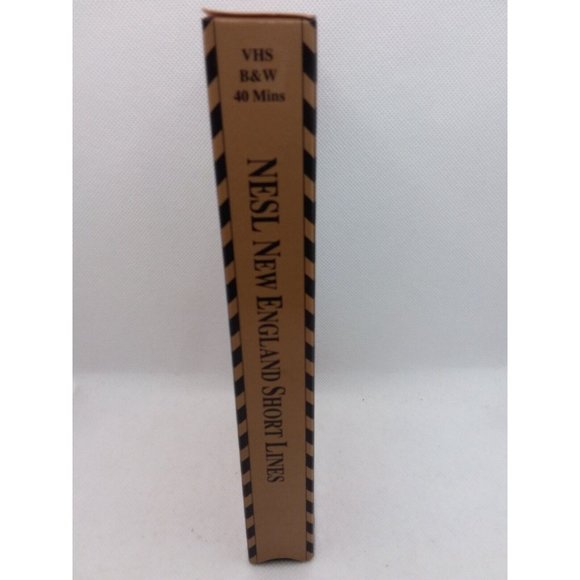 VHS
B&W
40 Mins
NESL NEW ENGLAND SHORT LINES